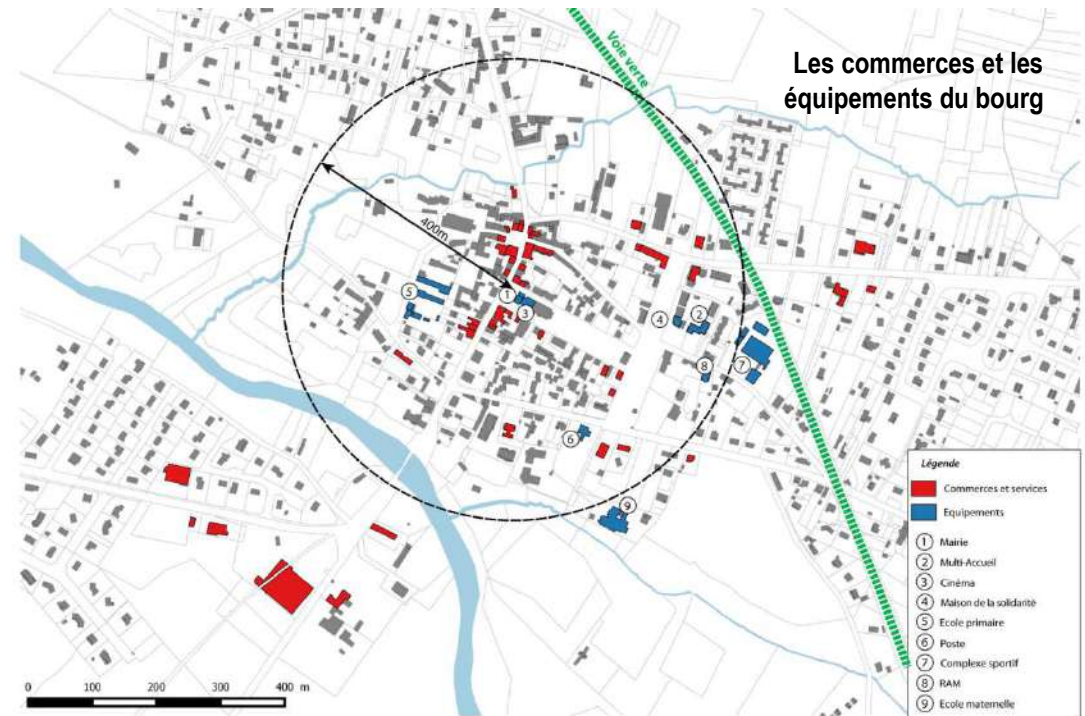 Les commerces et les
équipements du bourg
Voie verte
400m
1
2
3
4
5
6
7
8
9
Légende
Commerces et services
Equipements
1 Mairie
2 Multi-Accueil
3 Cinéma
4 Maison de la solidarité
5 Ecole primaire
6 Poste
7 Complexe sportif
8 RAM
9 Ecole maternelle
0 100 200 300 400 m